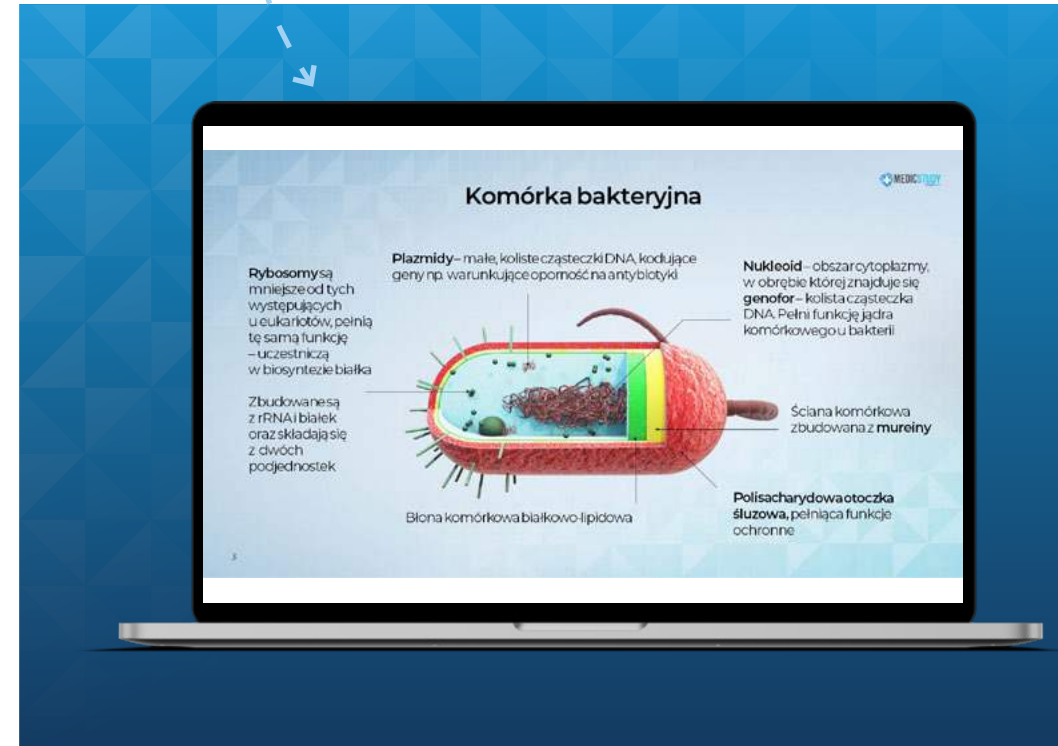 Komórka bakteryjna
MEDICSTUDY
Plazmidy – małe, koliste cząsteczki DNA, kodujące
geny np. warunkujące oporność na antybiotyki
Rybosomy są
mniejsze od tych
występujących
u eukariotów, pełnią
tę samą funkcję
– uczestniczą
w biosyntezie białka
Zbudowane są
z rRNA i białek
oraz składają się
z dwóch
podjednostek
Nukleoid – obszar cytoplazmy,
w obrębie której znajduje się
genofor – kolista cząsteczka
DNA. Pełni funkcję jądra
komórkowego u bakterii
Ściana komórkowa
zbudowana z mureiny
Polisacharydowa otoczka
śluzowa, pełniąca funkcje
ochronne
Błona komórkowa białkowo-lipidowa
3